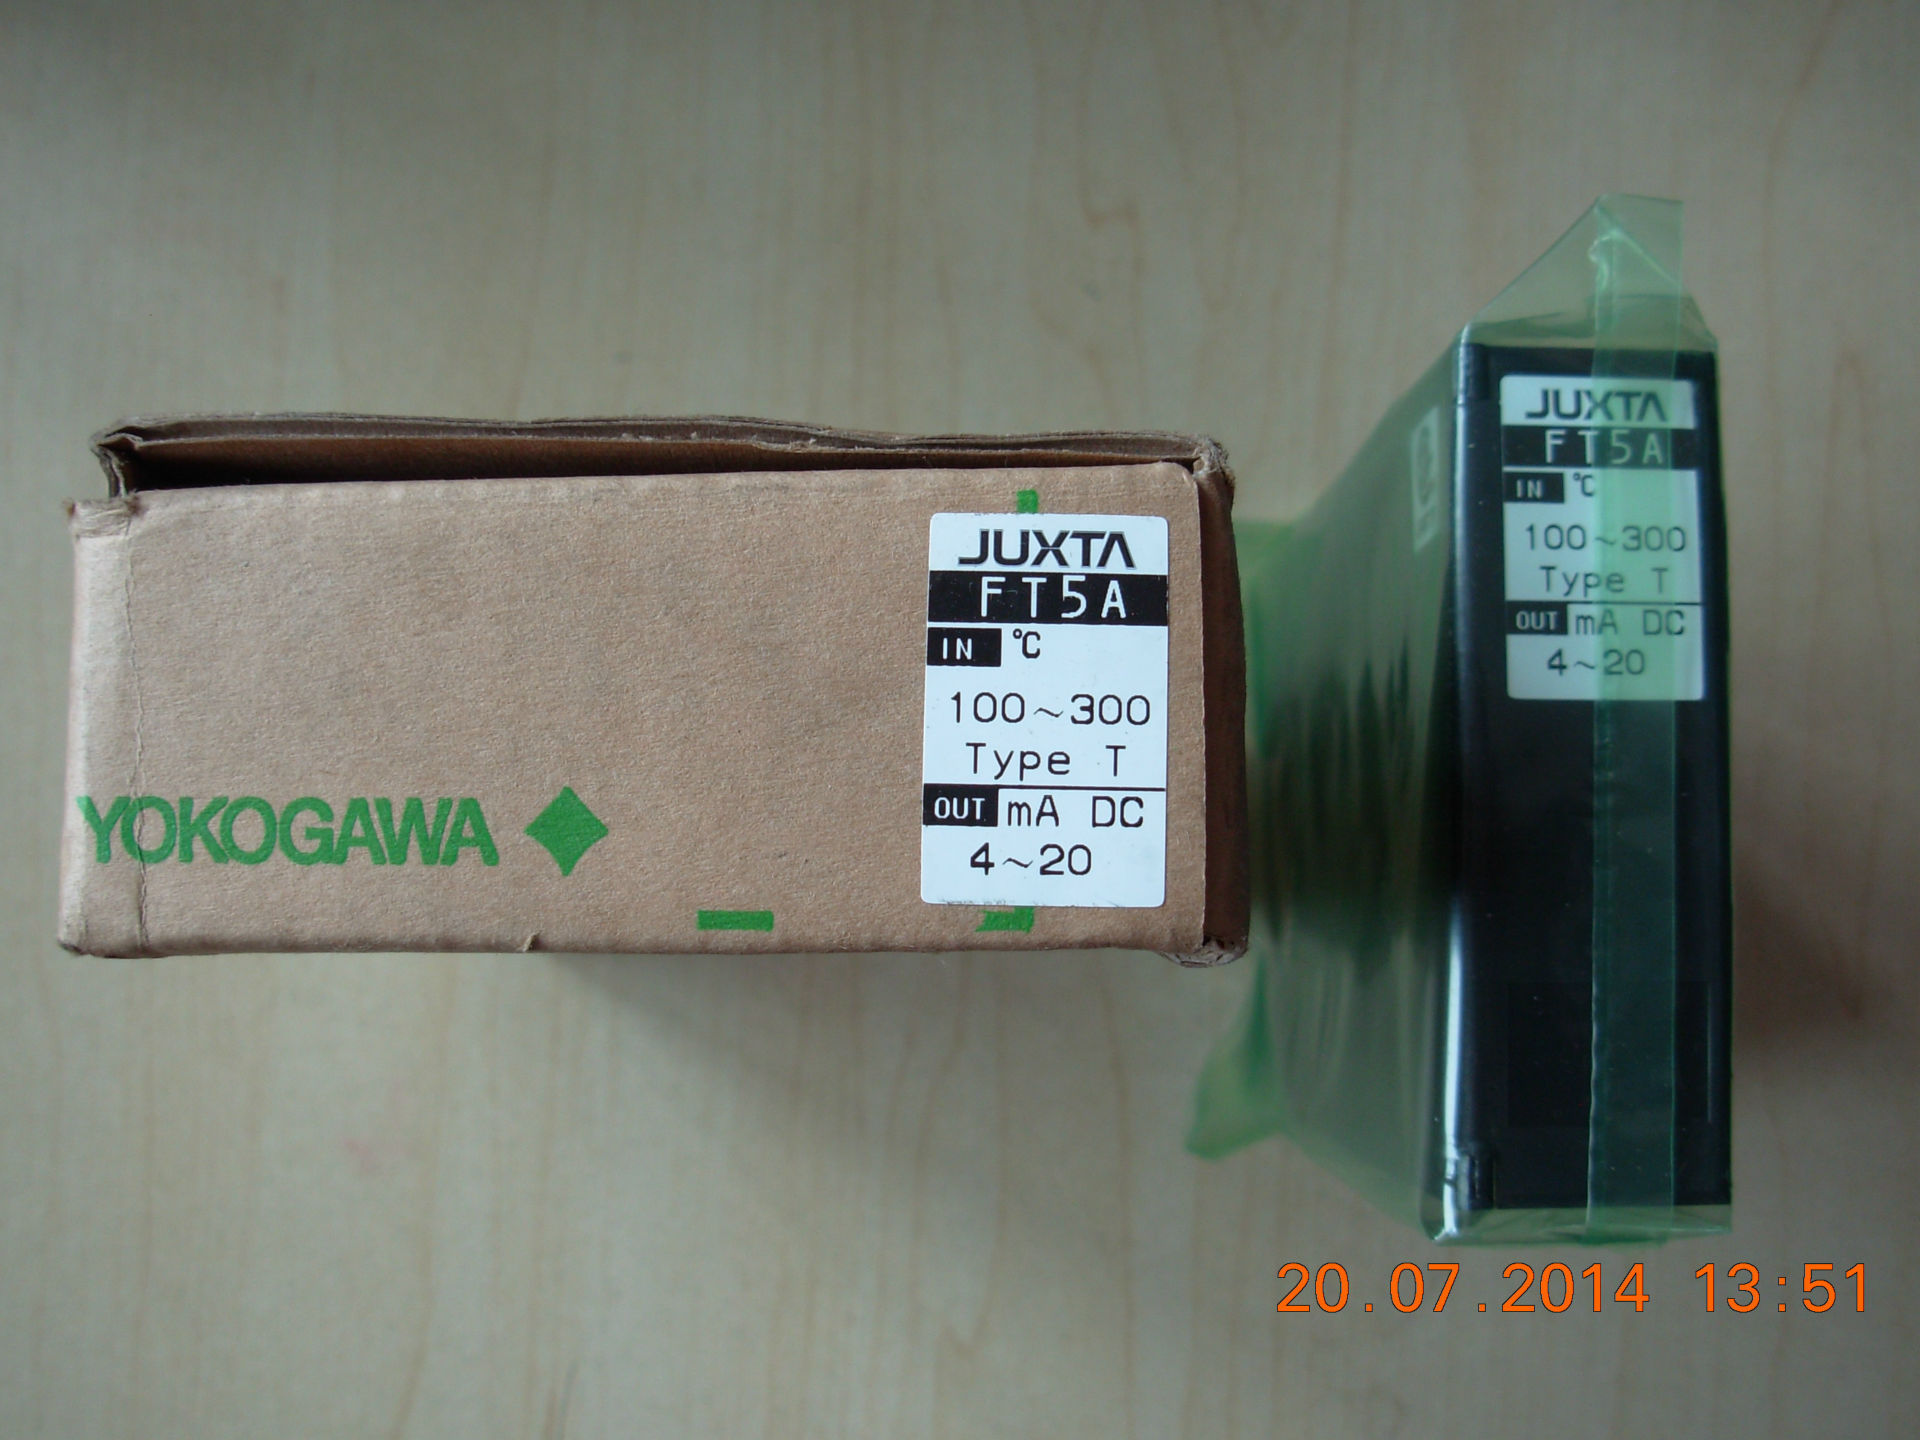 YOKOGAWA
JUXTA
FT5A
IN ℃
100~300
Type T
OUT mA DC
4~20
JUXTA
FT5A
IN ℃
100~300
Type T
OUT mA DC
4~20
20.07.2014 13:51